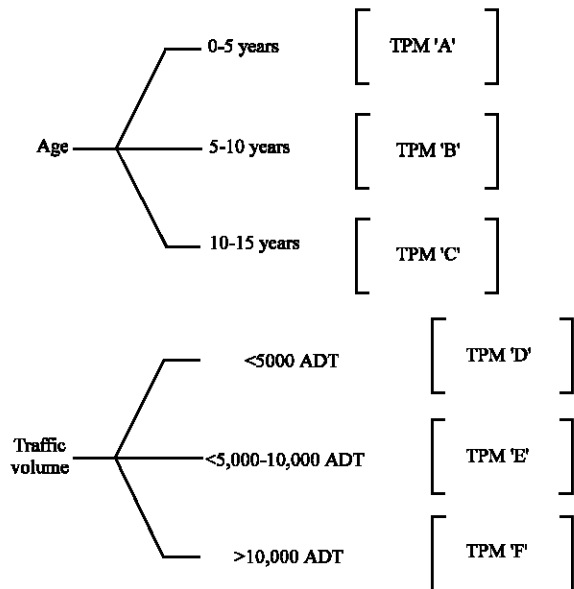 0-5 years
TPM 'A'
Age
5-10 years
TPM 'B'
10-15 years
TPM 'C'
<5000 ADT
TPM 'D'
Traffic
volume
<5,000-10,000 ADT
TPM 'E'
>10,000 ADT
TPM 'F'